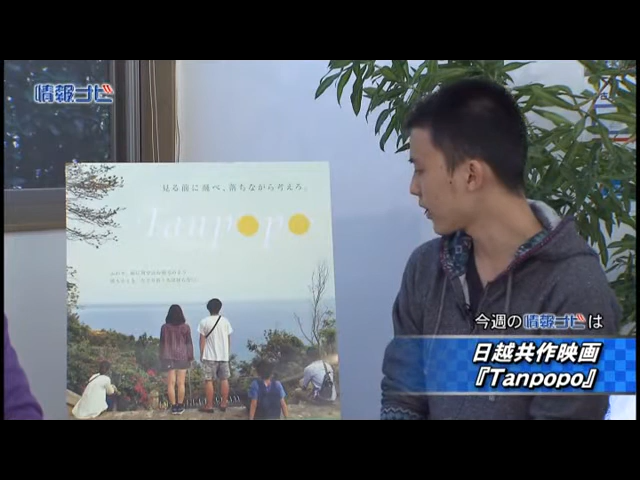 情報ナビ
見る前に飛べ、落ちながら考えろ。
Tanpopo
今週の情報ナビは
日越共作映画
『Tanpopo』